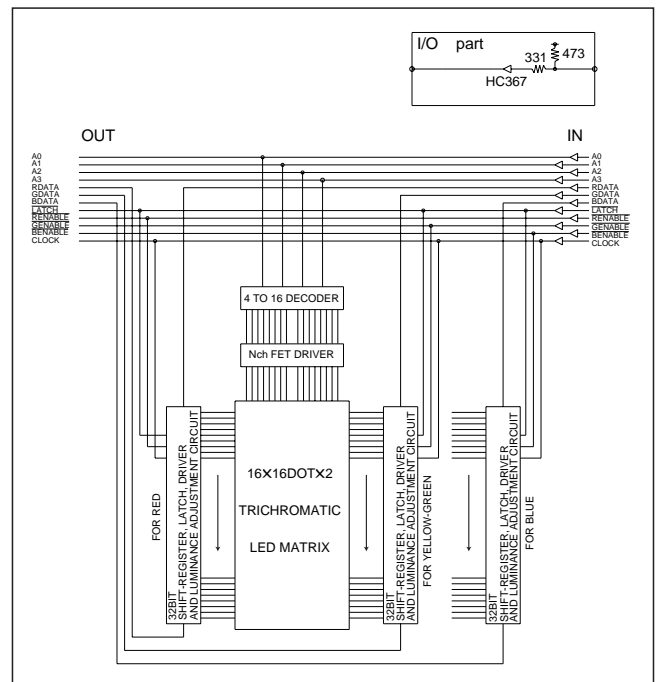 I/O part
331
473
HC367
OUT
IN
A0
A1
A2
A3
RDATA
GDATA
BDATA
LATCH
RENABLE
GENABLE
BENABLE
CLOCK
A0
A1
A2
A3
RDATA
GDATA
BDATA
LATCH
RENABLE
GENABLE
BENABLE
CLOCK
4 TO 16 DECODER
Nch FET DRIVER
FOR RED
32BIT
SHIFT-REGISTER, LATCH, DRIVER
AND LUMINANCE ADJUSTMENT CIRCUIT
16×16DOT×2
TRICHROMATIC
LED MATRIX
32BIT
SHIFT-REGISTER, LATCH, DRIVER
AND LUMINANCE ADJUSTMENT CIRCUIT
FOR YELLOW-GREEN
32BIT
SHIFT-REGISTER, LATCH, DRIVER
AND LUMINANCE ADJUSTMENT CIRCUIT
FOR BLUE